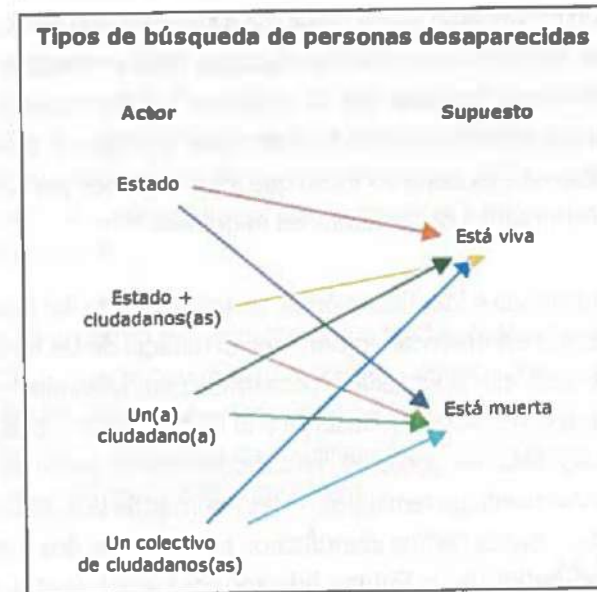 Tipos de búsqueda de personas desaparecidas
Actor
Supuesto
Estado
Está viva
Estado +
ciudadanos(as)
Un(a)
ciudadano(a)
Está muerta
Un colectivo
de ciudadanos(as)